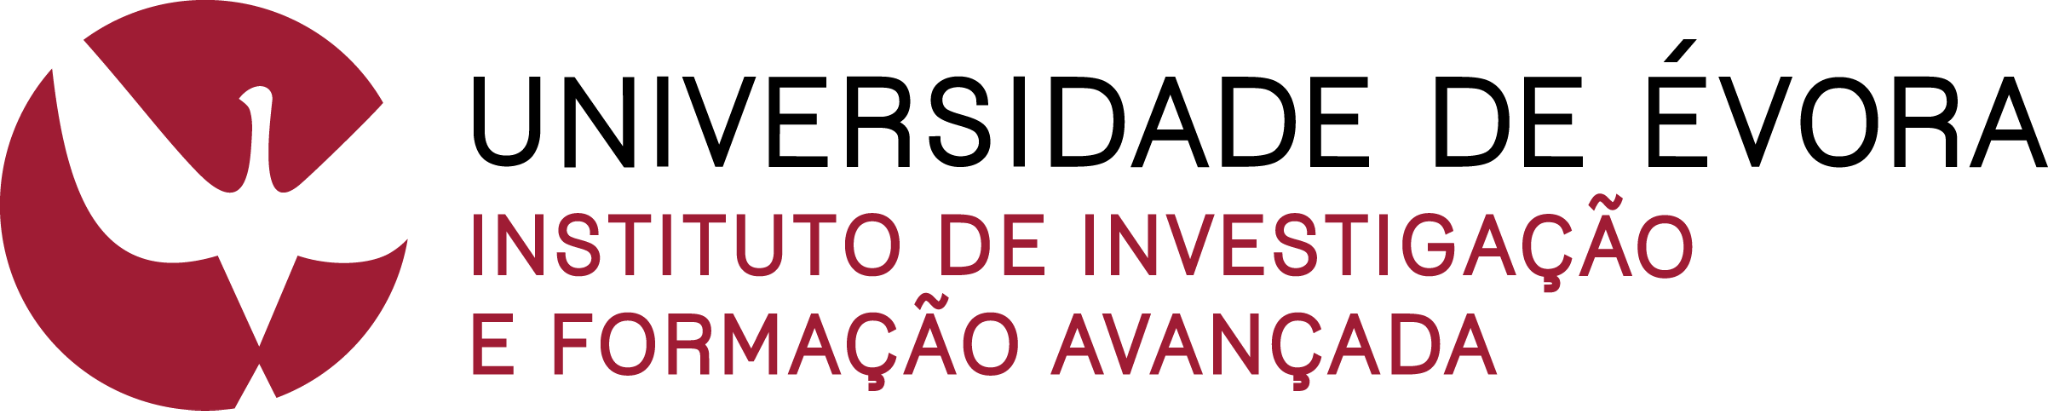 UNIVERSIDADE DE ÉVORA
INSTITUTO DE INVESTIGAÇÃO
E FORMAÇÃO AVANÇADA